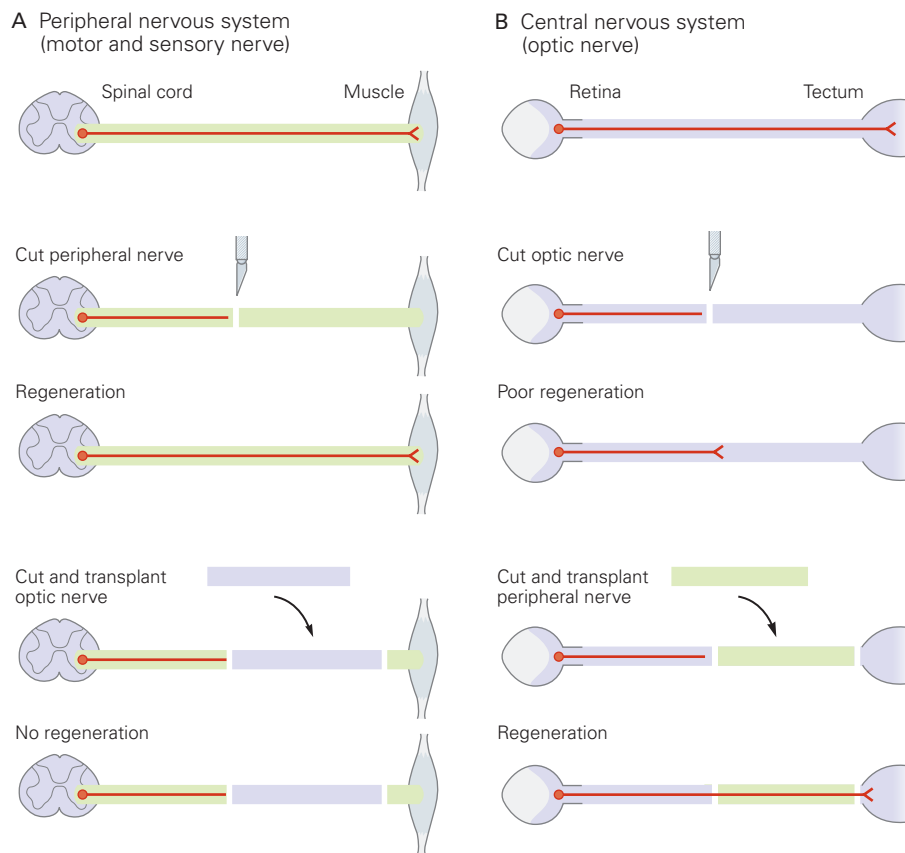 A Peripheral nervous system
(motor and sensory nerve)
Spinal cord
Muscle
Cut peripheral nerve
Regeneration
Cut and transplant
optic nerve
No regeneration
B Central nervous system
(optic nerve)
Retina
Tectum
Cut optic nerve
Poor regeneration
Cut and transplant
peripheral nerve
Regeneration